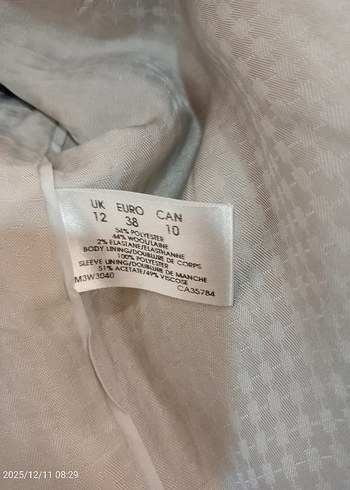 UK EURO CAN
12 38 10
54% POLYESTER
44% WOOL/LAINE
2% ELASTANE/ELASTHANNE
BODY LINING/DOUBLURE DE CORPS
100% POLYESTER
SLEEVE LINING/DOUBLURE DE MANCHE
51% ACETATE/49% VISCOSE
M3W3040 CA35784
2025/12/11 08:29